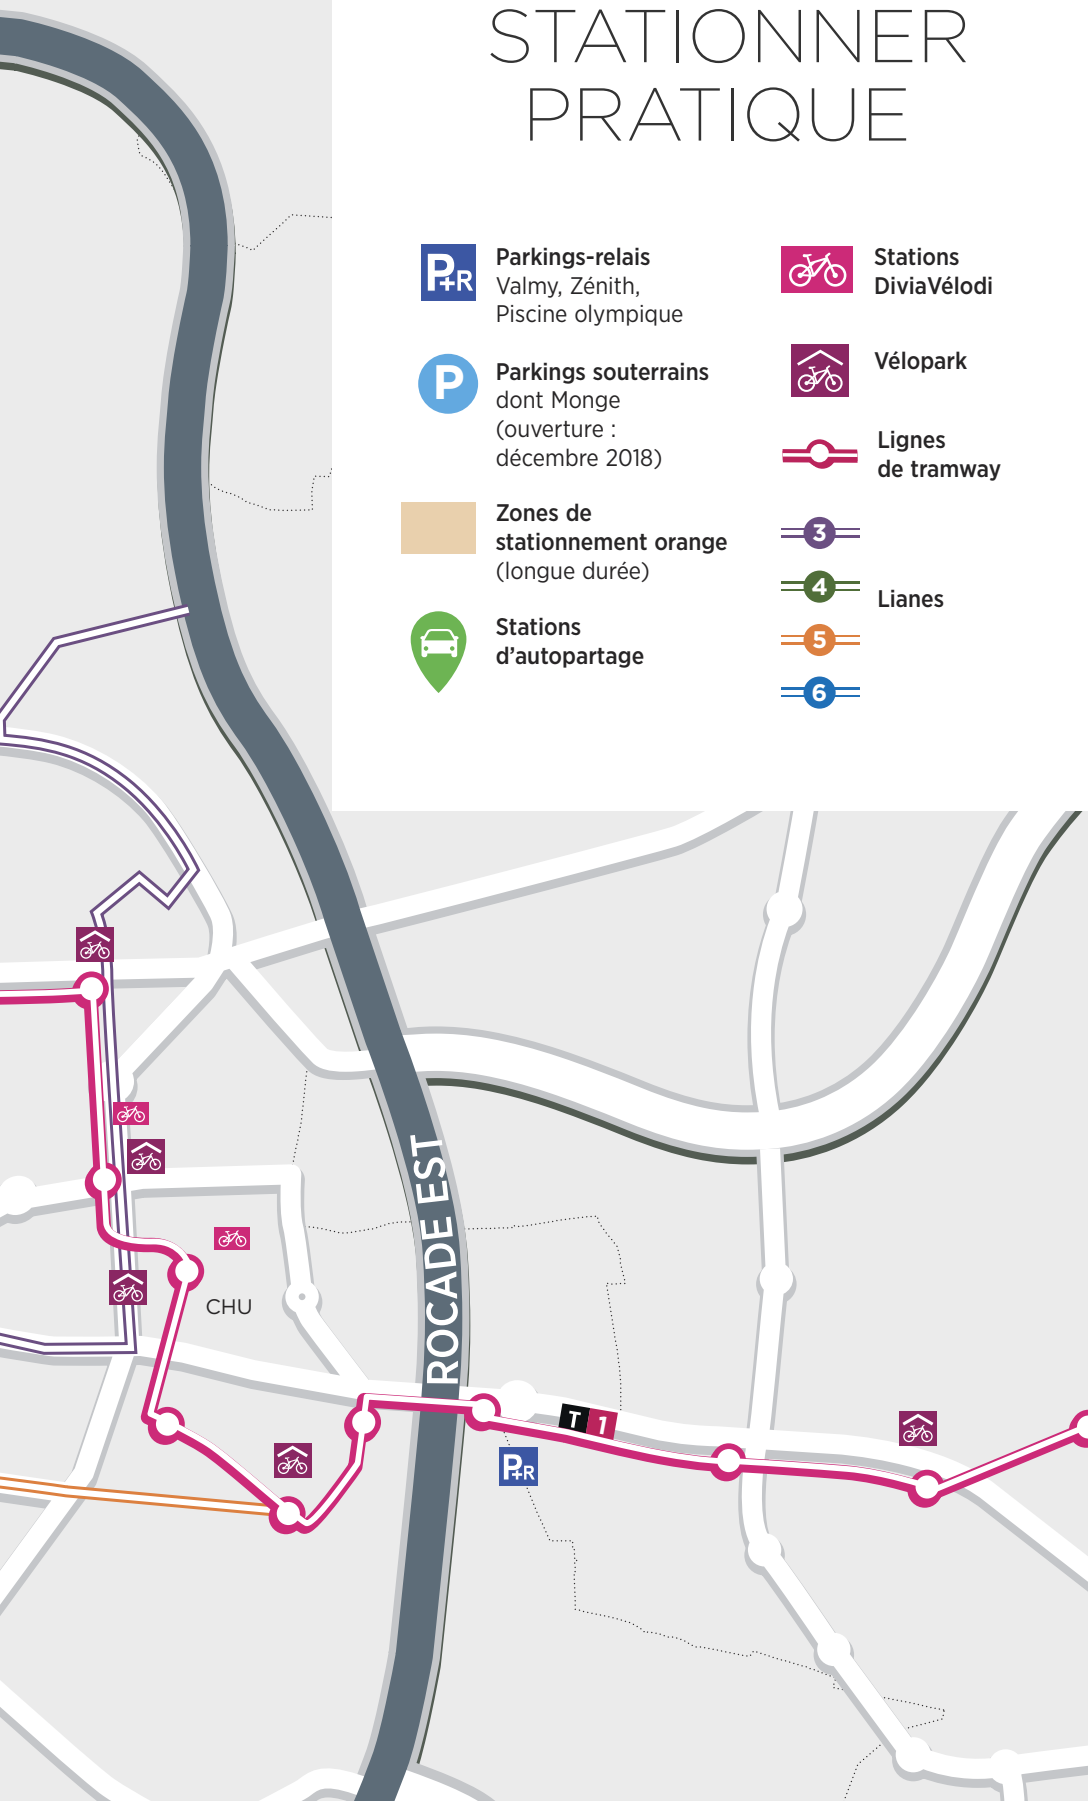 STATIONNER
PRATIQUE
P+R
Parkings-relais
Valmy, Zénith,
Piscine olympique
P
Parkings souterrains
dont Monge
(ouverture :
décembre 2018)
Zones de
stationnement orange
(longue durée)
Stations
d'autopartage
Stations
DiviaVélodi
Vélopark
Lignes
de tramway
3
4
5
6
Lianes
ROCADE EST
CHU
T 1
P+R